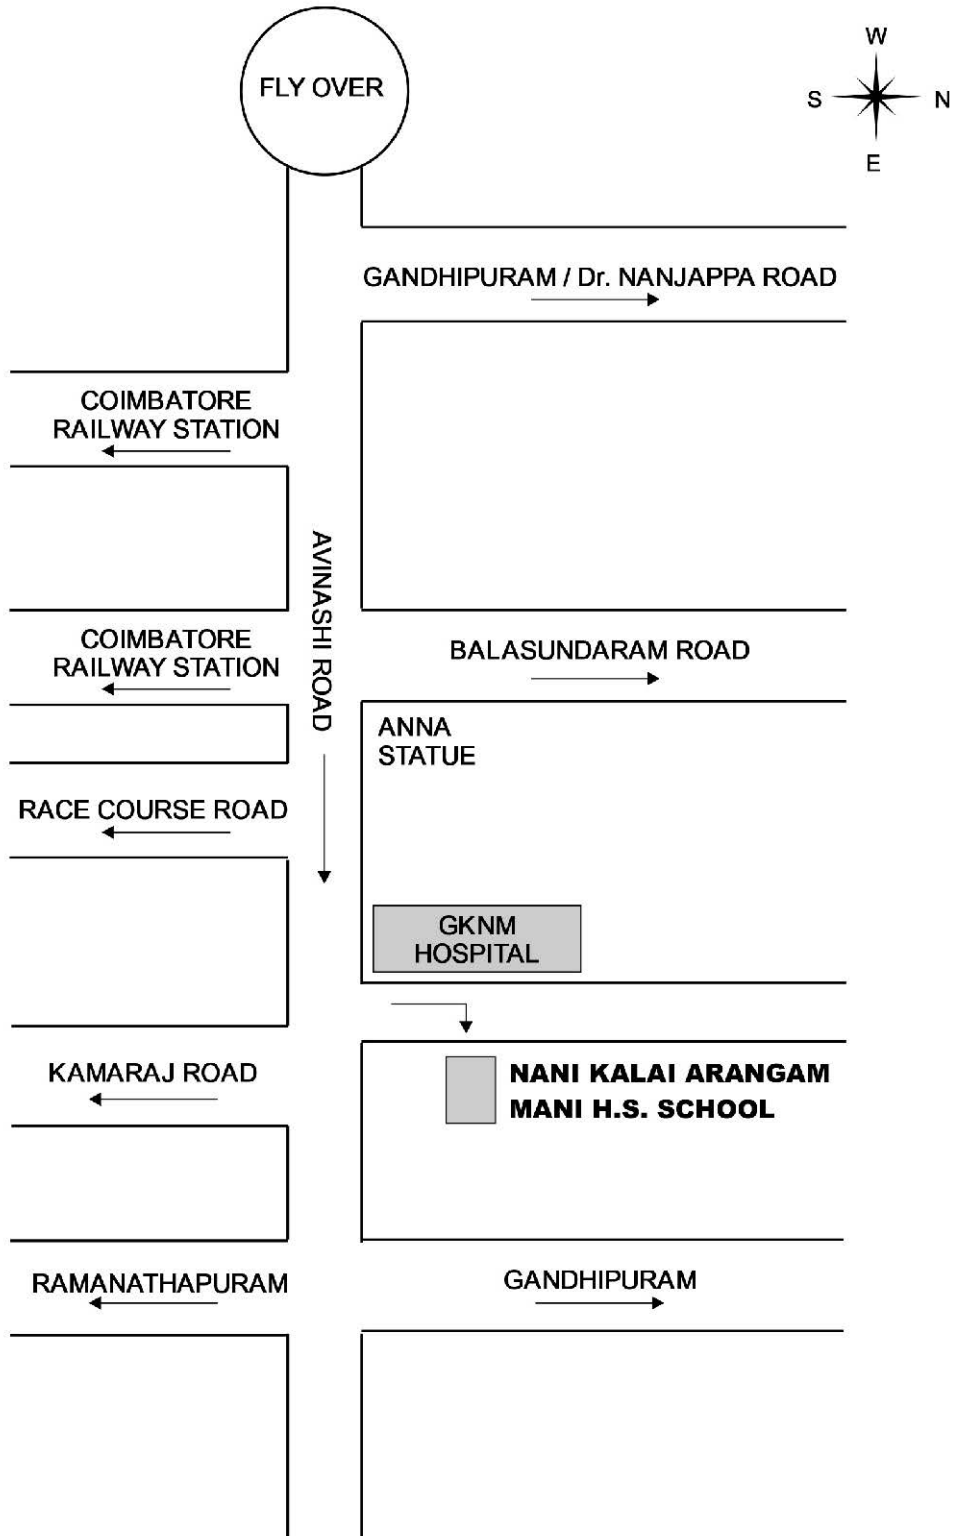 FLY OVER
W
S
N
E
GANDHIPURAM / Dr. NANJAPPA ROAD
COIMBATORE
RAILWAY STATION
AVINASHI ROAD
COIMBATORE
RAILWAY STATION
BALASUNDARAM ROAD
ANNA
STATUE
RACE COURSE ROAD
GKNM
HOSPITAL
KAMARAJ ROAD
NANI KALAI ARANGAM
MANI H.S. SCHOOL
RAMANATHAPURAM
GANDHIPURAM